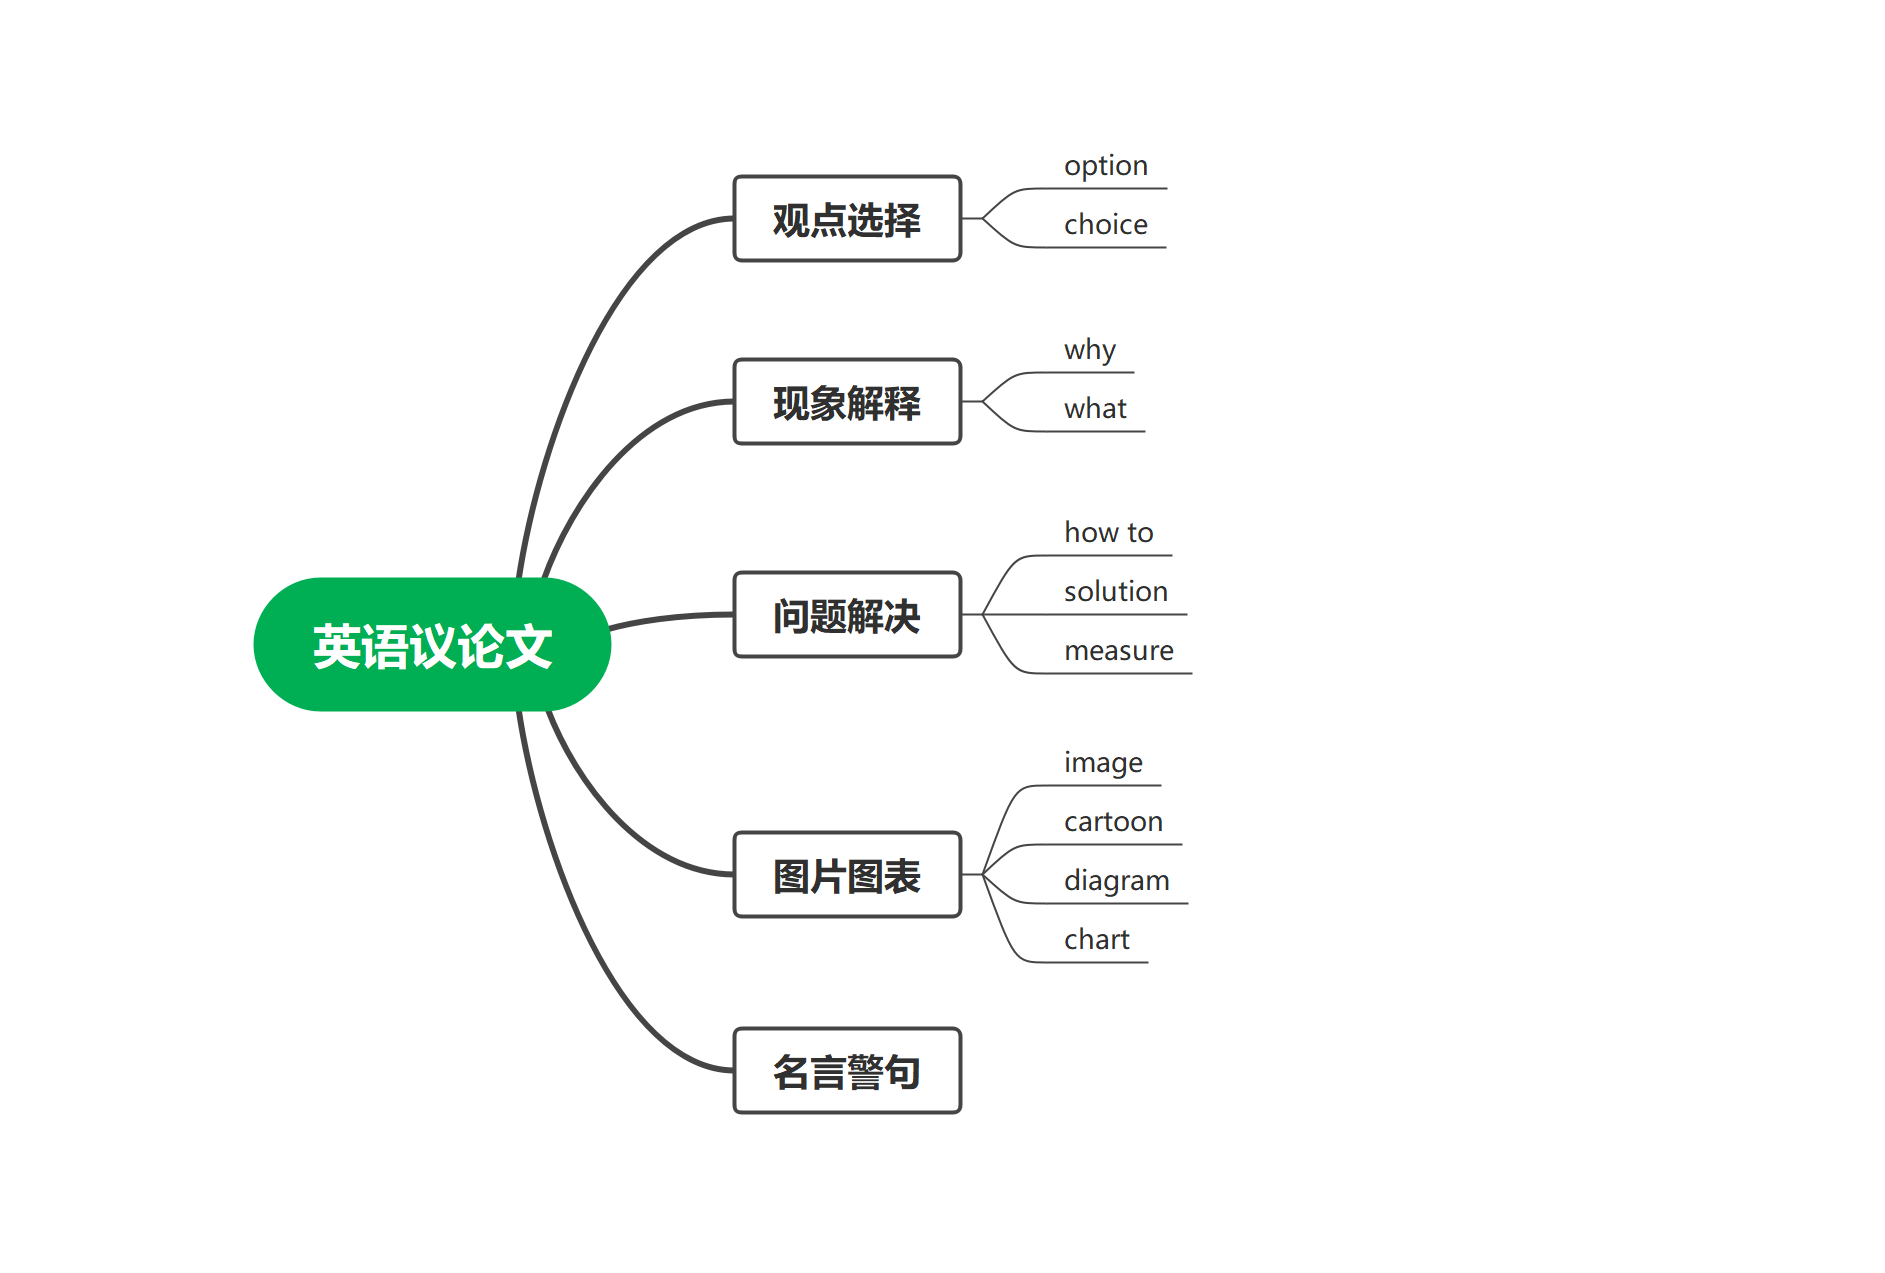 英语议论文
观点选择
option
choice
现象解释
why
what
问题解决
how to
solution
measure
图片图表
image
cartoon
diagram
chart
名言警句